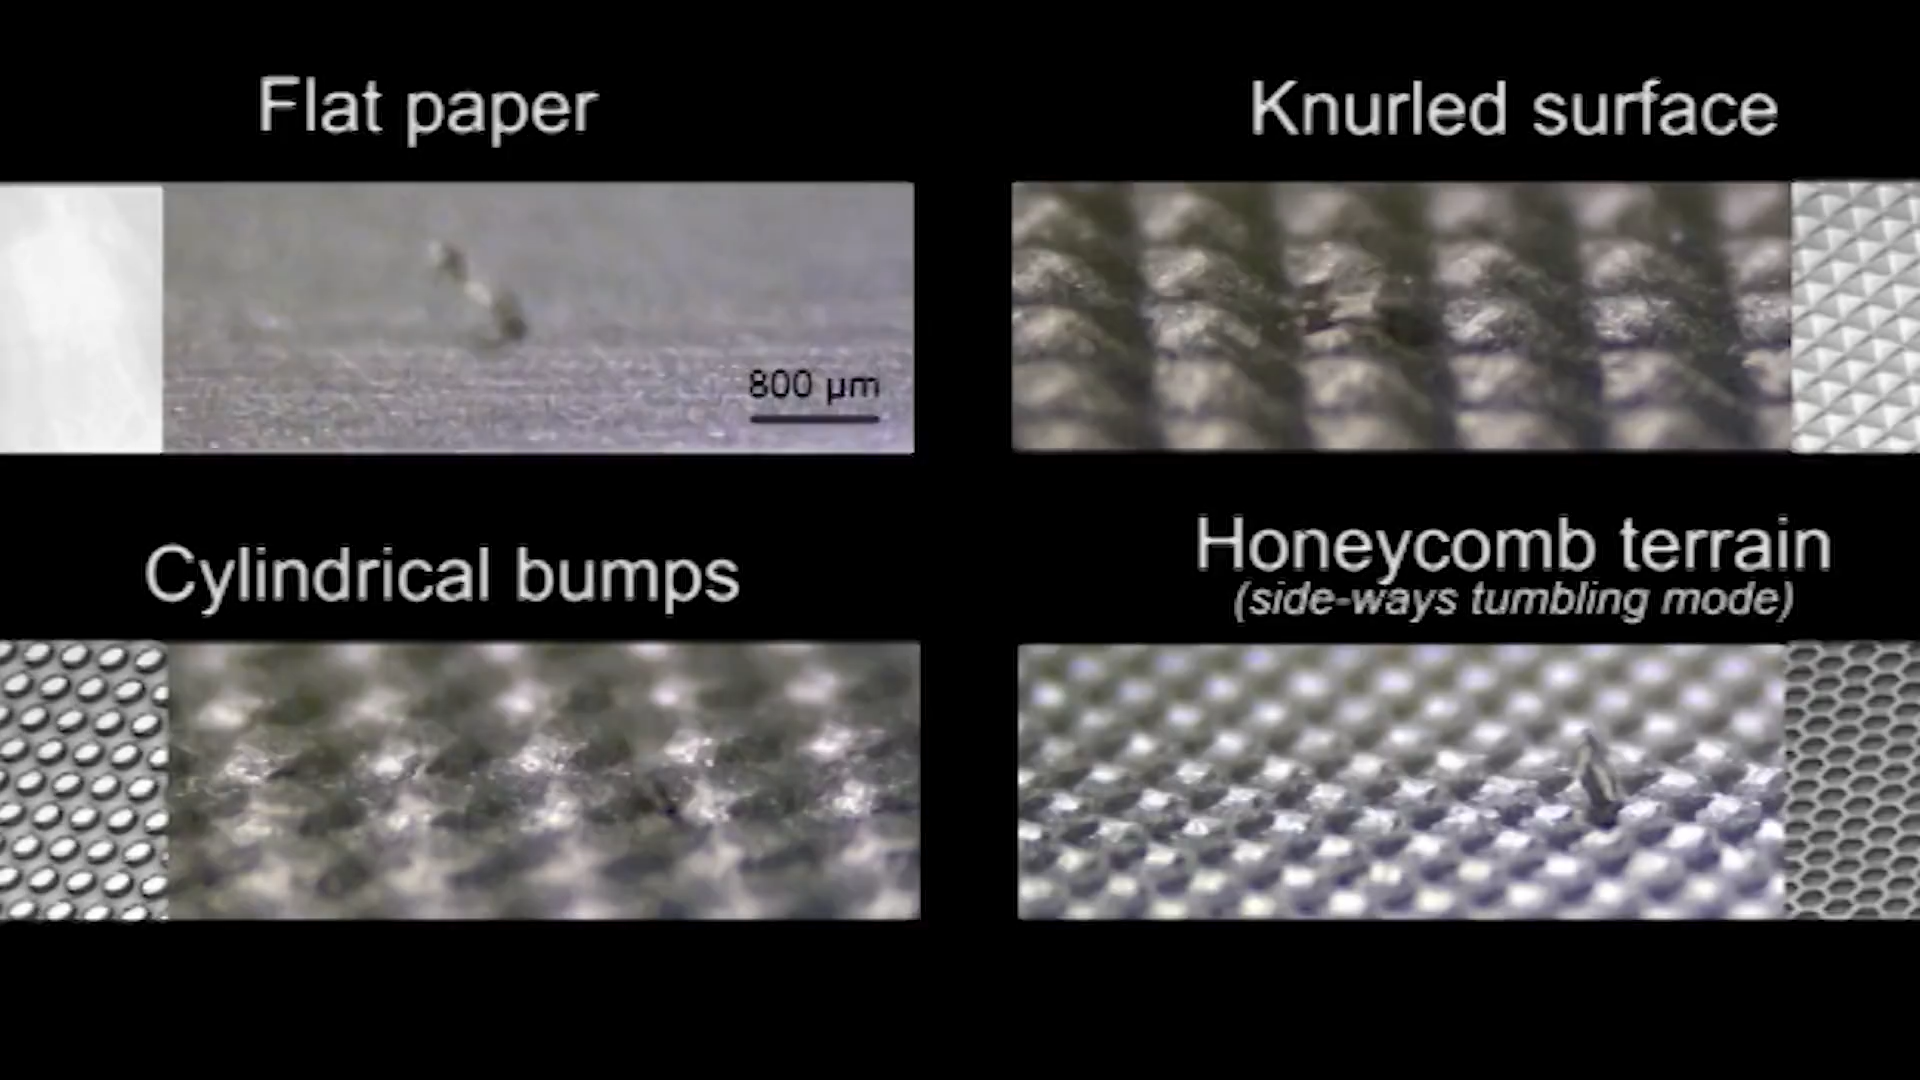 Flat paper
Knurled surface
800 µm
Cylindrical bumps
Honeycomb terrain
(side-ways tumbling mode)